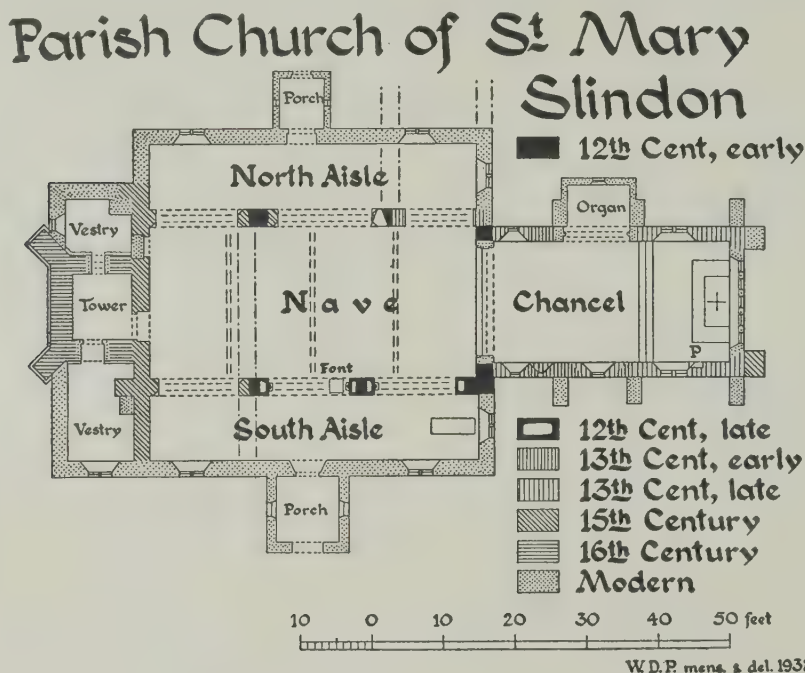 Parish Church of St Mary
Slindon
12th Cent, early
Porch
North Aisle
Organ
Vestry
Tower
Nave
Chancel
P
Font
Vestry
South Aisle
Porch
12th Cent, late
13th Cent, early
13th Cent, late
15th Century
16th Century
Modern
10 0 10 20 30 40 50 feet
W.D.P. mens. & del.